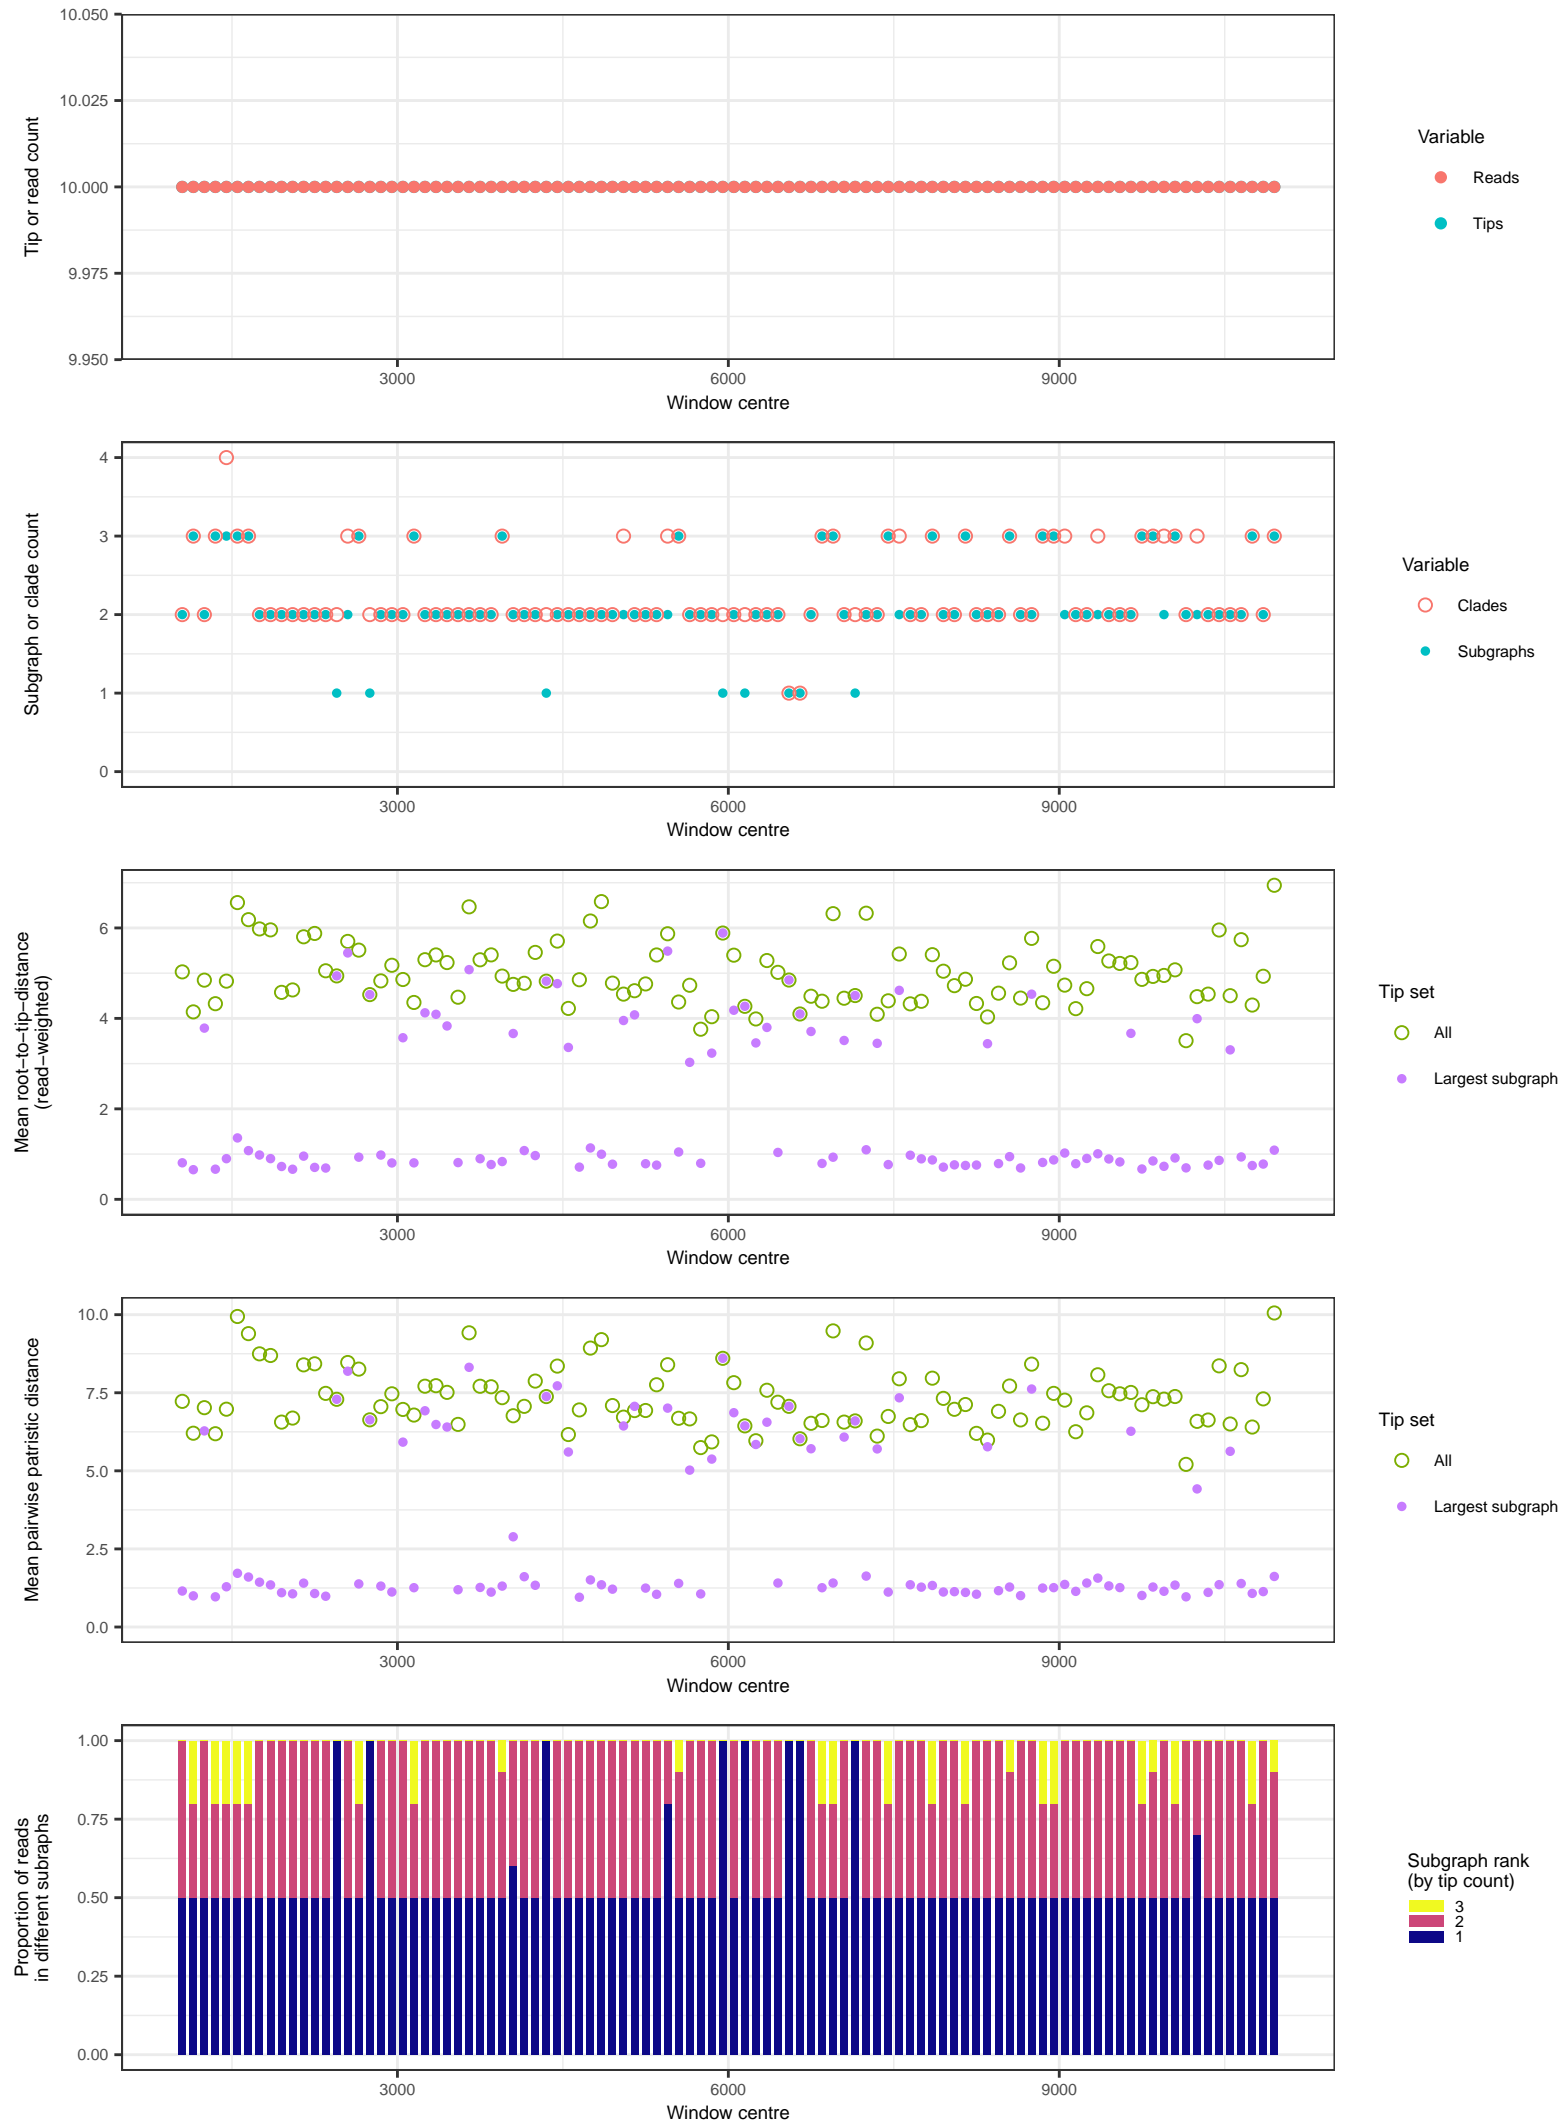 10.050
10.025
10.000
9.975
9.950
Tip or read count
3000 6000 9000
Window centre
Variable
Reads
Tips
4
3
2
1
0
Subgraph or clade count
3000 6000 9000
Window centre
Variable
Clades
Subgraphs
6
4
2
0
Mean root−to−tip−distance
(read−weighted)
3000 6000 9000
Window centre
Tip set
All
Largest subgraph
10.0
7.5
5.0
2.5
0.0
Mean pairwise patristic distance
3000 6000 9000
Window centre
Tip set
All
Largest subgraph
1.00
0.75
0.50
0.25
0.00
Proportion of reads
in different subraphs
3000 6000 9000
Window centre
Subgraph rank
(by tip count)
3
2
1